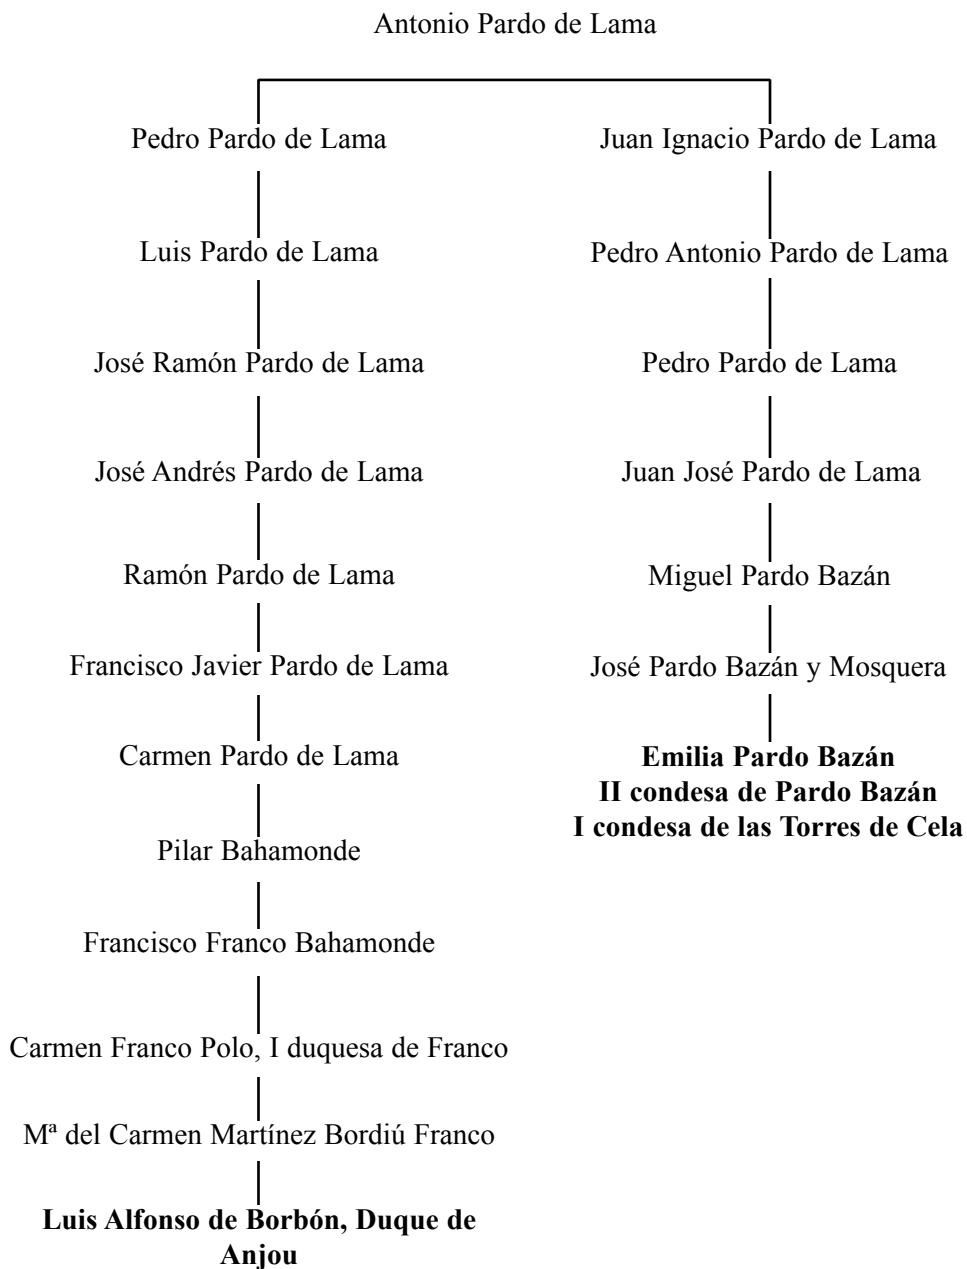 Antonio Pardo de Lama
Pedro Pardo de Lama
Juan Ignacio Pardo de Lama
Luis Pardo de Lama
Pedro Antonio Pardo de Lama
José Ramón Pardo de Lama
Pedro Pardo de Lama
José Andrés Pardo de Lama
Juan José Pardo de Lama
Ramón Pardo de Lama
Miguel Pardo Bazán
Francisco Javier Pardo de Lama
José Pardo Bazán y Mosquera
Carmen Pardo de Lama
Emilia Pardo Bazán
II condesa de Pardo Bazán
I condesa de las Torres de Cela
Pilar Bahamonde
Francisco Franco Bahamonde
Carmen Franco Polo, I duquesa de Franco
Mª del Carmen Martínez Bordiú Franco
Luis Alfonso de Borbón, Duque de
Anjou